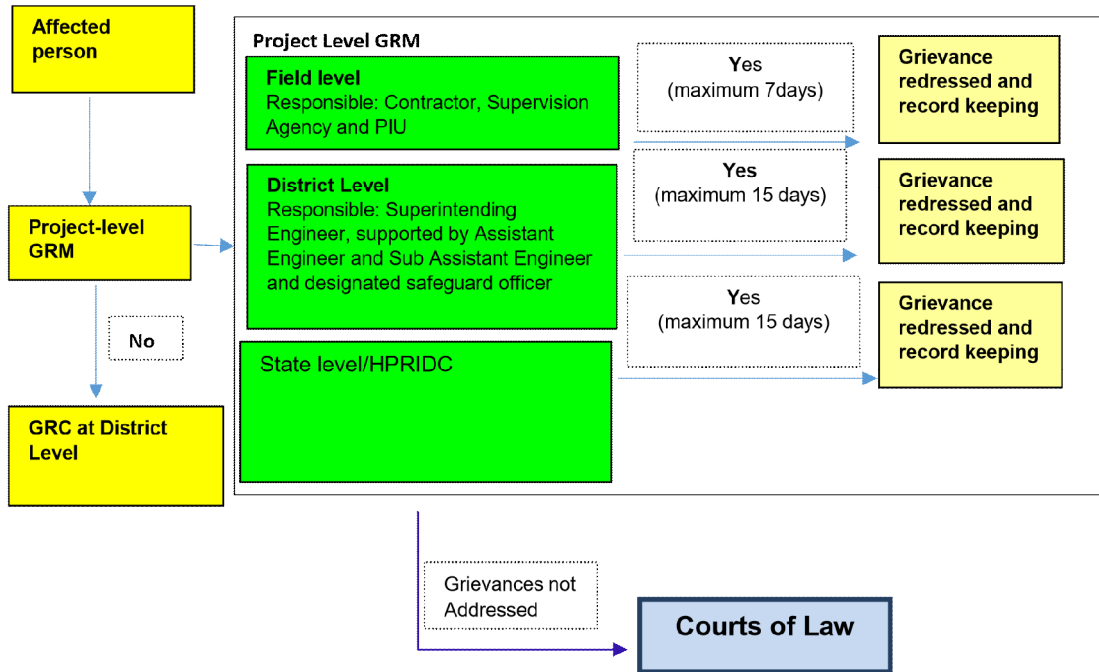 Affected
person
Project-level
GRM
No
GRC at District
Level
Project Level GRM
Field level
Responsible: Contractor, Supervision
Agency and PIU
Yes
(maximum 7days)
Grievance
redressed and
record keeping
District Level
Responsible: Superintending
Engineer, supported by Assistant
Engineer and Sub Assistant Engineer
and designated safeguard officer
Yes
(maximum 15 days)
Grievance
redressed and
record keeping
State level/HPRIDC
Yes
(maximum 15 days)
Grievance
redressed and
record keeping
Grievances not
Addressed
Courts of Law